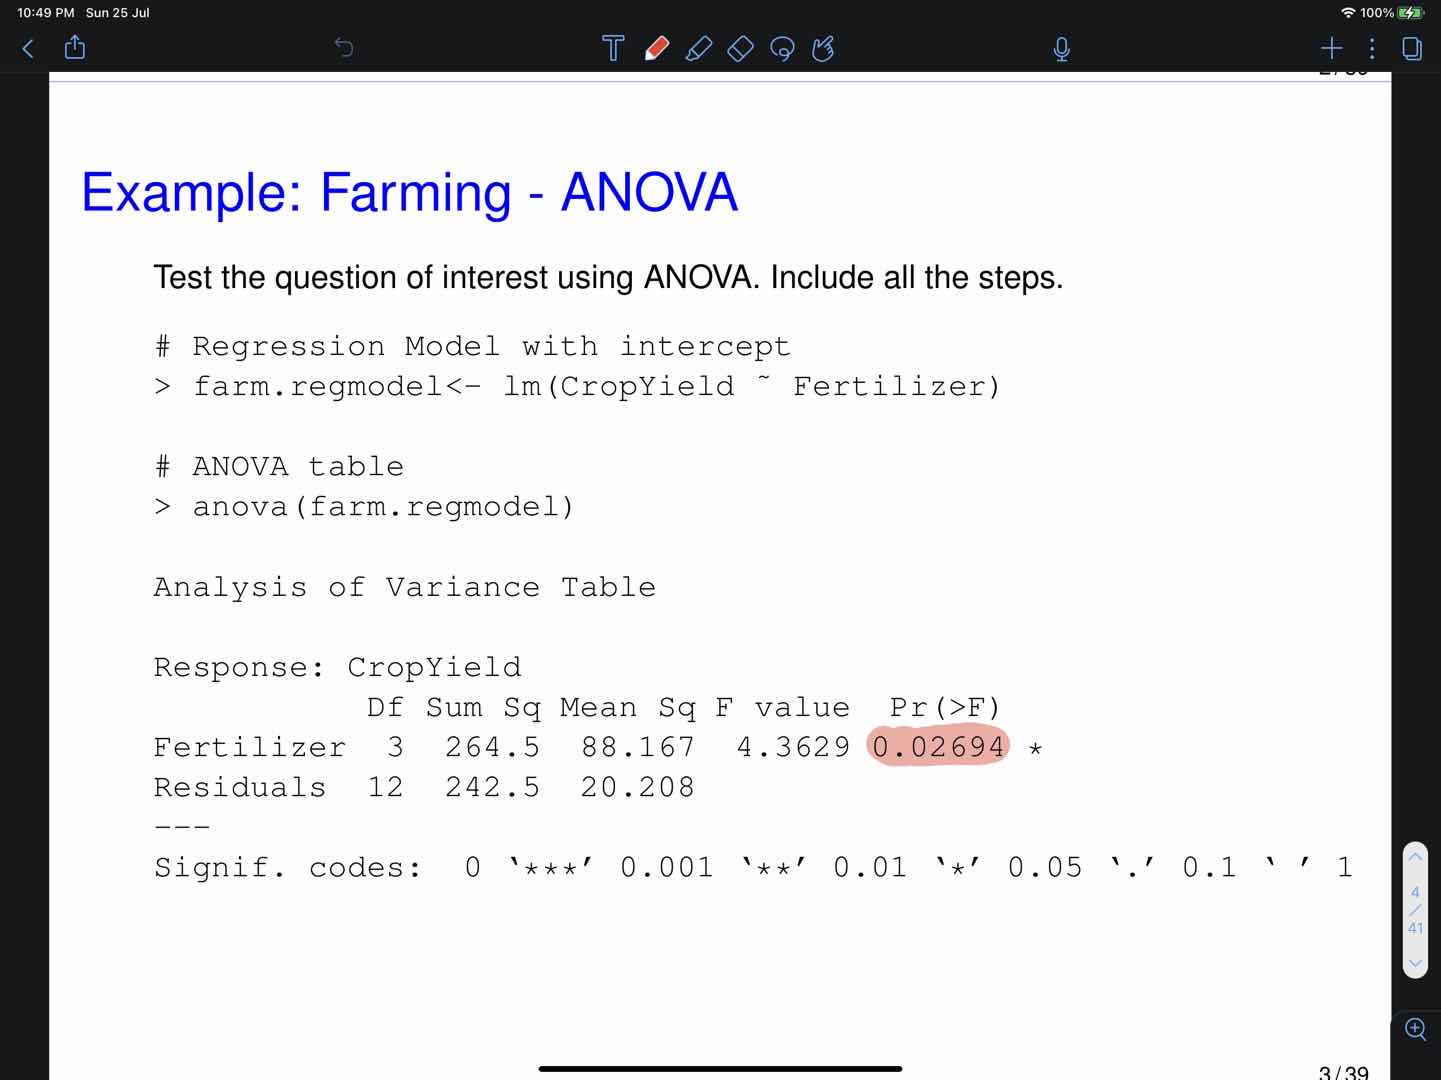 10:49 PM Sun 25 Jul
100%
Example: Farming - ANOVA
Test the question of interest using ANOVA. Include all the steps.
# Regression Model with intercept
> farm.regmodel<- lm(CropYield ~ Fertilizer)
# ANOVA table
> anova(farm.regmodel)
Analysis of Variance Table
Response: CropYield
Df Sum Sq Mean Sq F value Pr(>F)
Fertilizer 3 264.5 88.167 4.3629 0.02694 *
Residuals 12 242.5 20.208
---
Signif. codes: 0 ‘***’ 0.001 ‘**’ 0.01 ‘*’ 0.05 ‘.’ 0.1 ‘ ’ 1
4
/
41
3/39